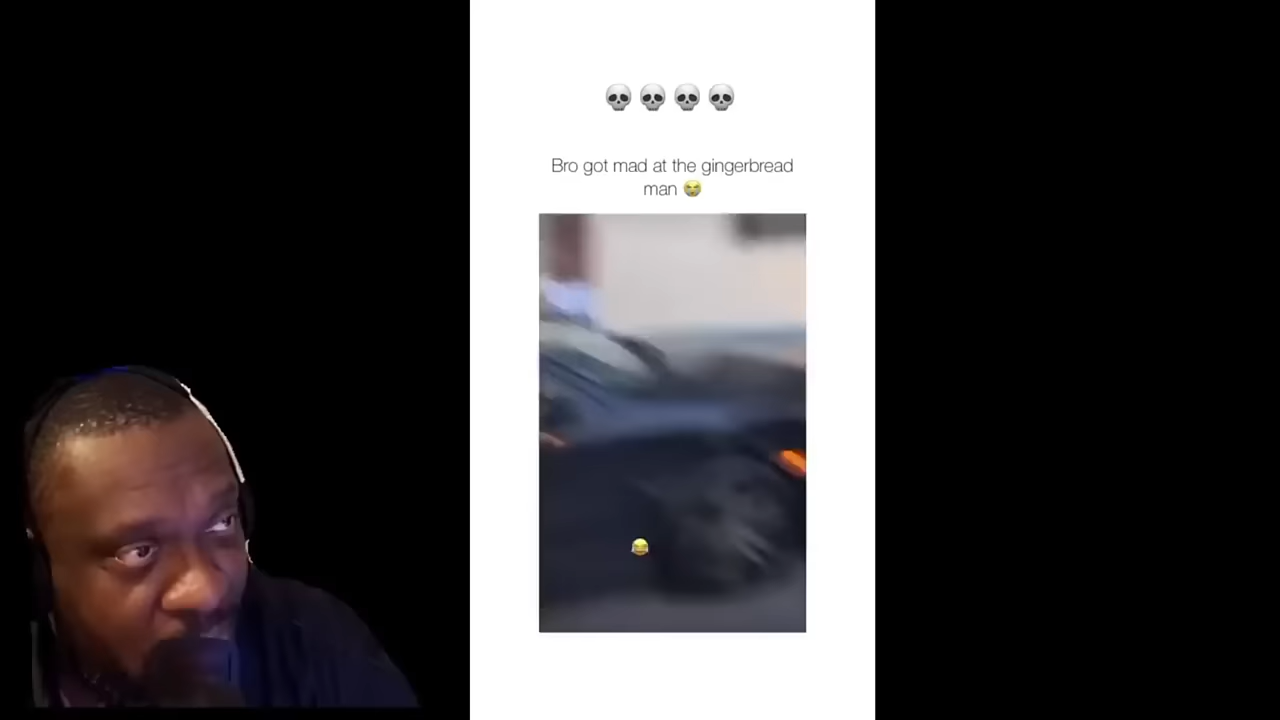 💀💀💀💀
Bro got mad at the gingerbread
man 😭